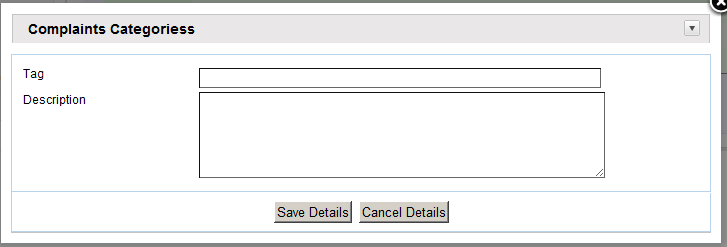 Complaints Categoriess
Tag
Description
Save Details Cancel Details